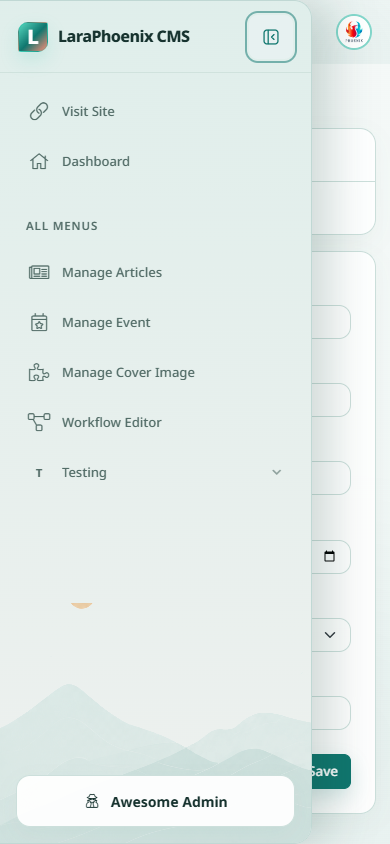 L
LaraPhoenix CMS
Visit Site
Dashboard
ALL MENUS
Manage Articles
Manage Event
Manage Cover Image
Workflow Editor
T
Testing
Save
Awesome Admin